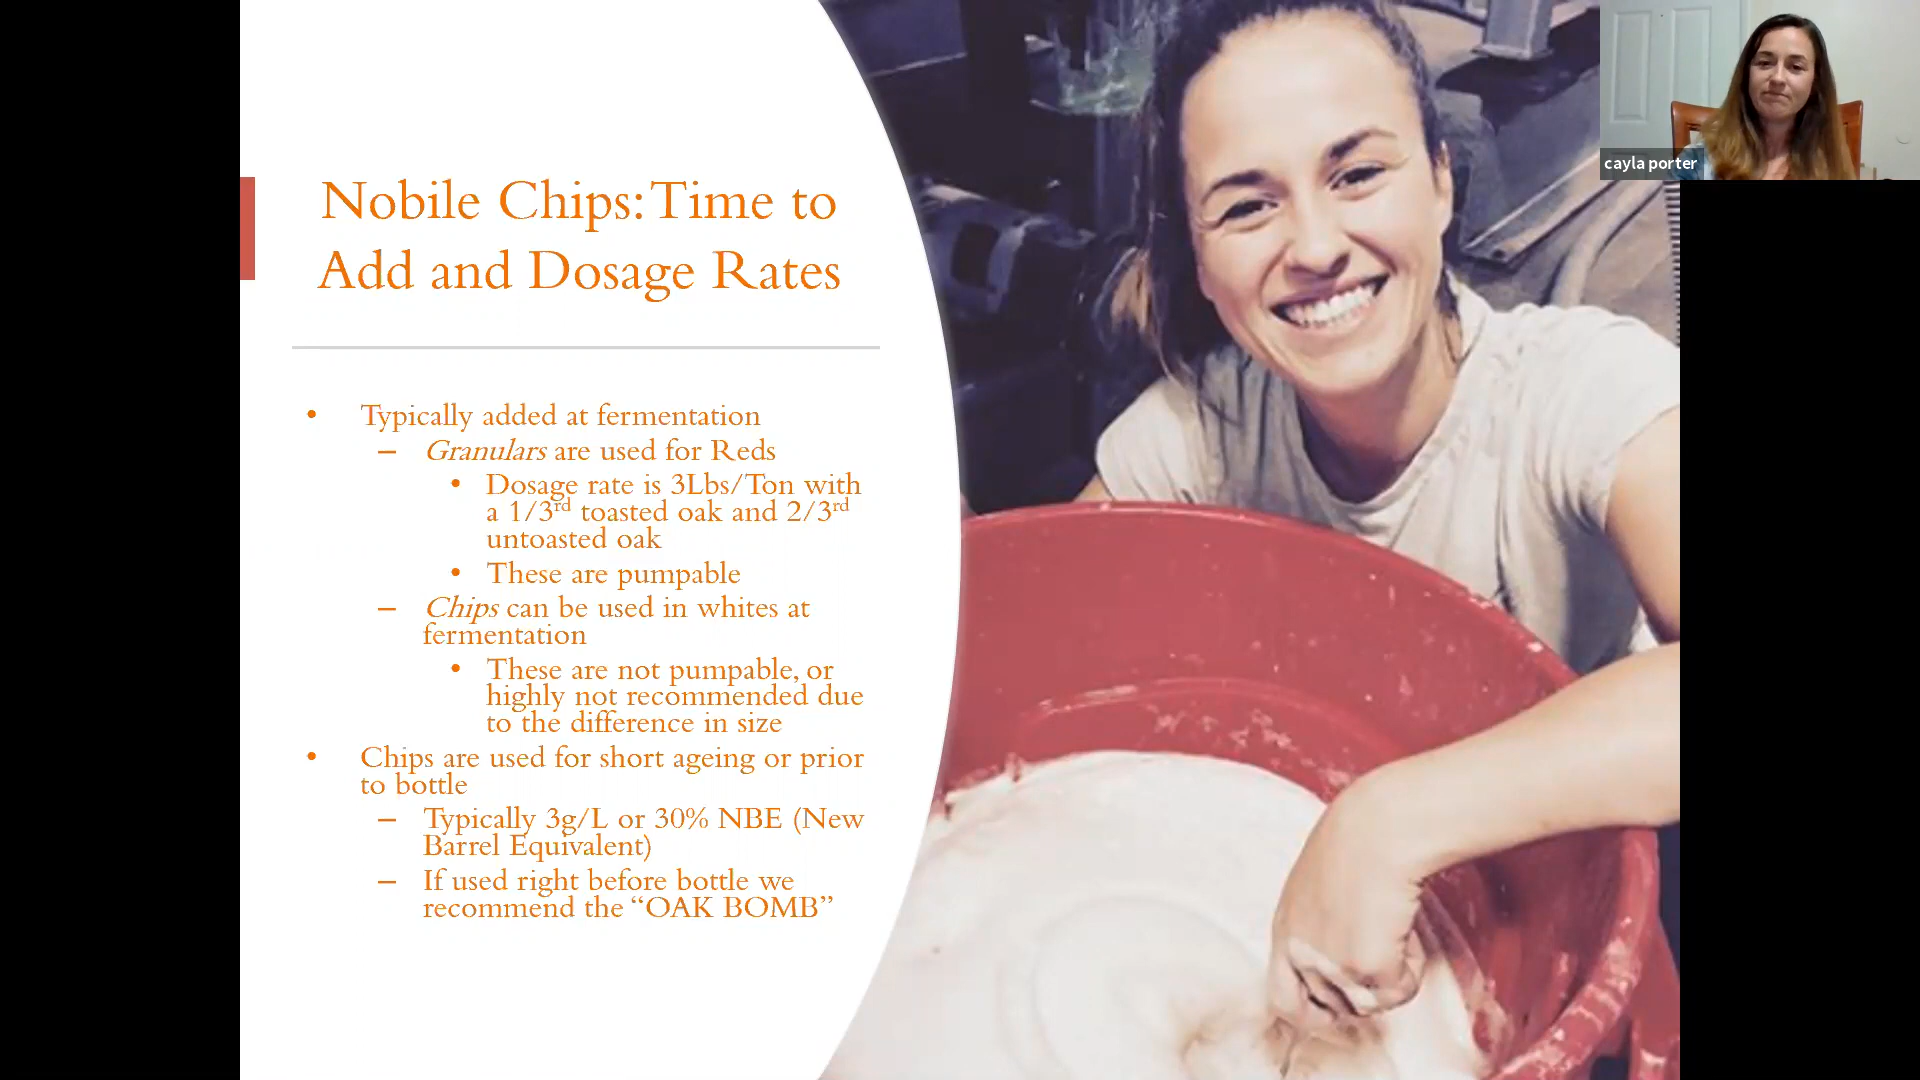 Nobile Chips: Time to
Add and Dosage Rates
• Typically added at fermentation
– Granulars are used for Reds
• Dosage rate is 3Lbs/Ton with
a 1/3rd toasted oak and 2/3rd
untoasted oak
• These are pumpable
– Chips can be used in whites at
fermentation
• These are not pumpable, or
highly not recommended due
to the difference in size
• Chips are used for short ageing or prior
to bottle
– Typically 3g/L or 30% NBE (New
Barrel Equivalent)
– If used right before bottle we
recommend the “OAK BOMB”
cayla porter